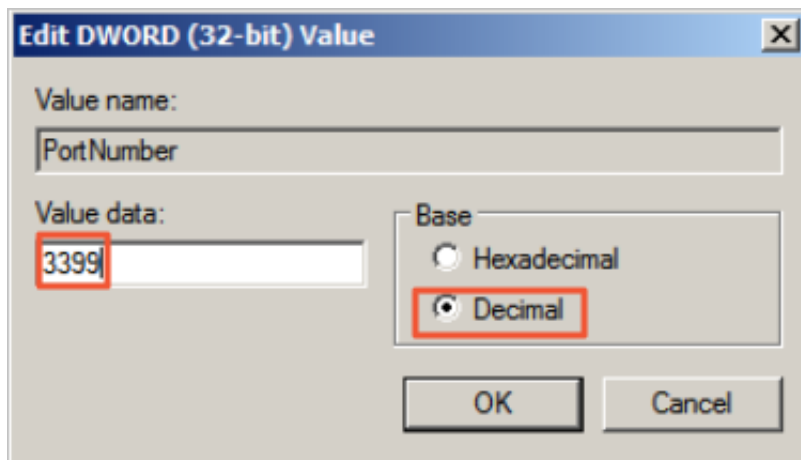 Edit DWORD (32-bit) Value
Value name:
PortNumber
Value data:
3399
Base
Hexadecimal
Decimal
OK
Cancel